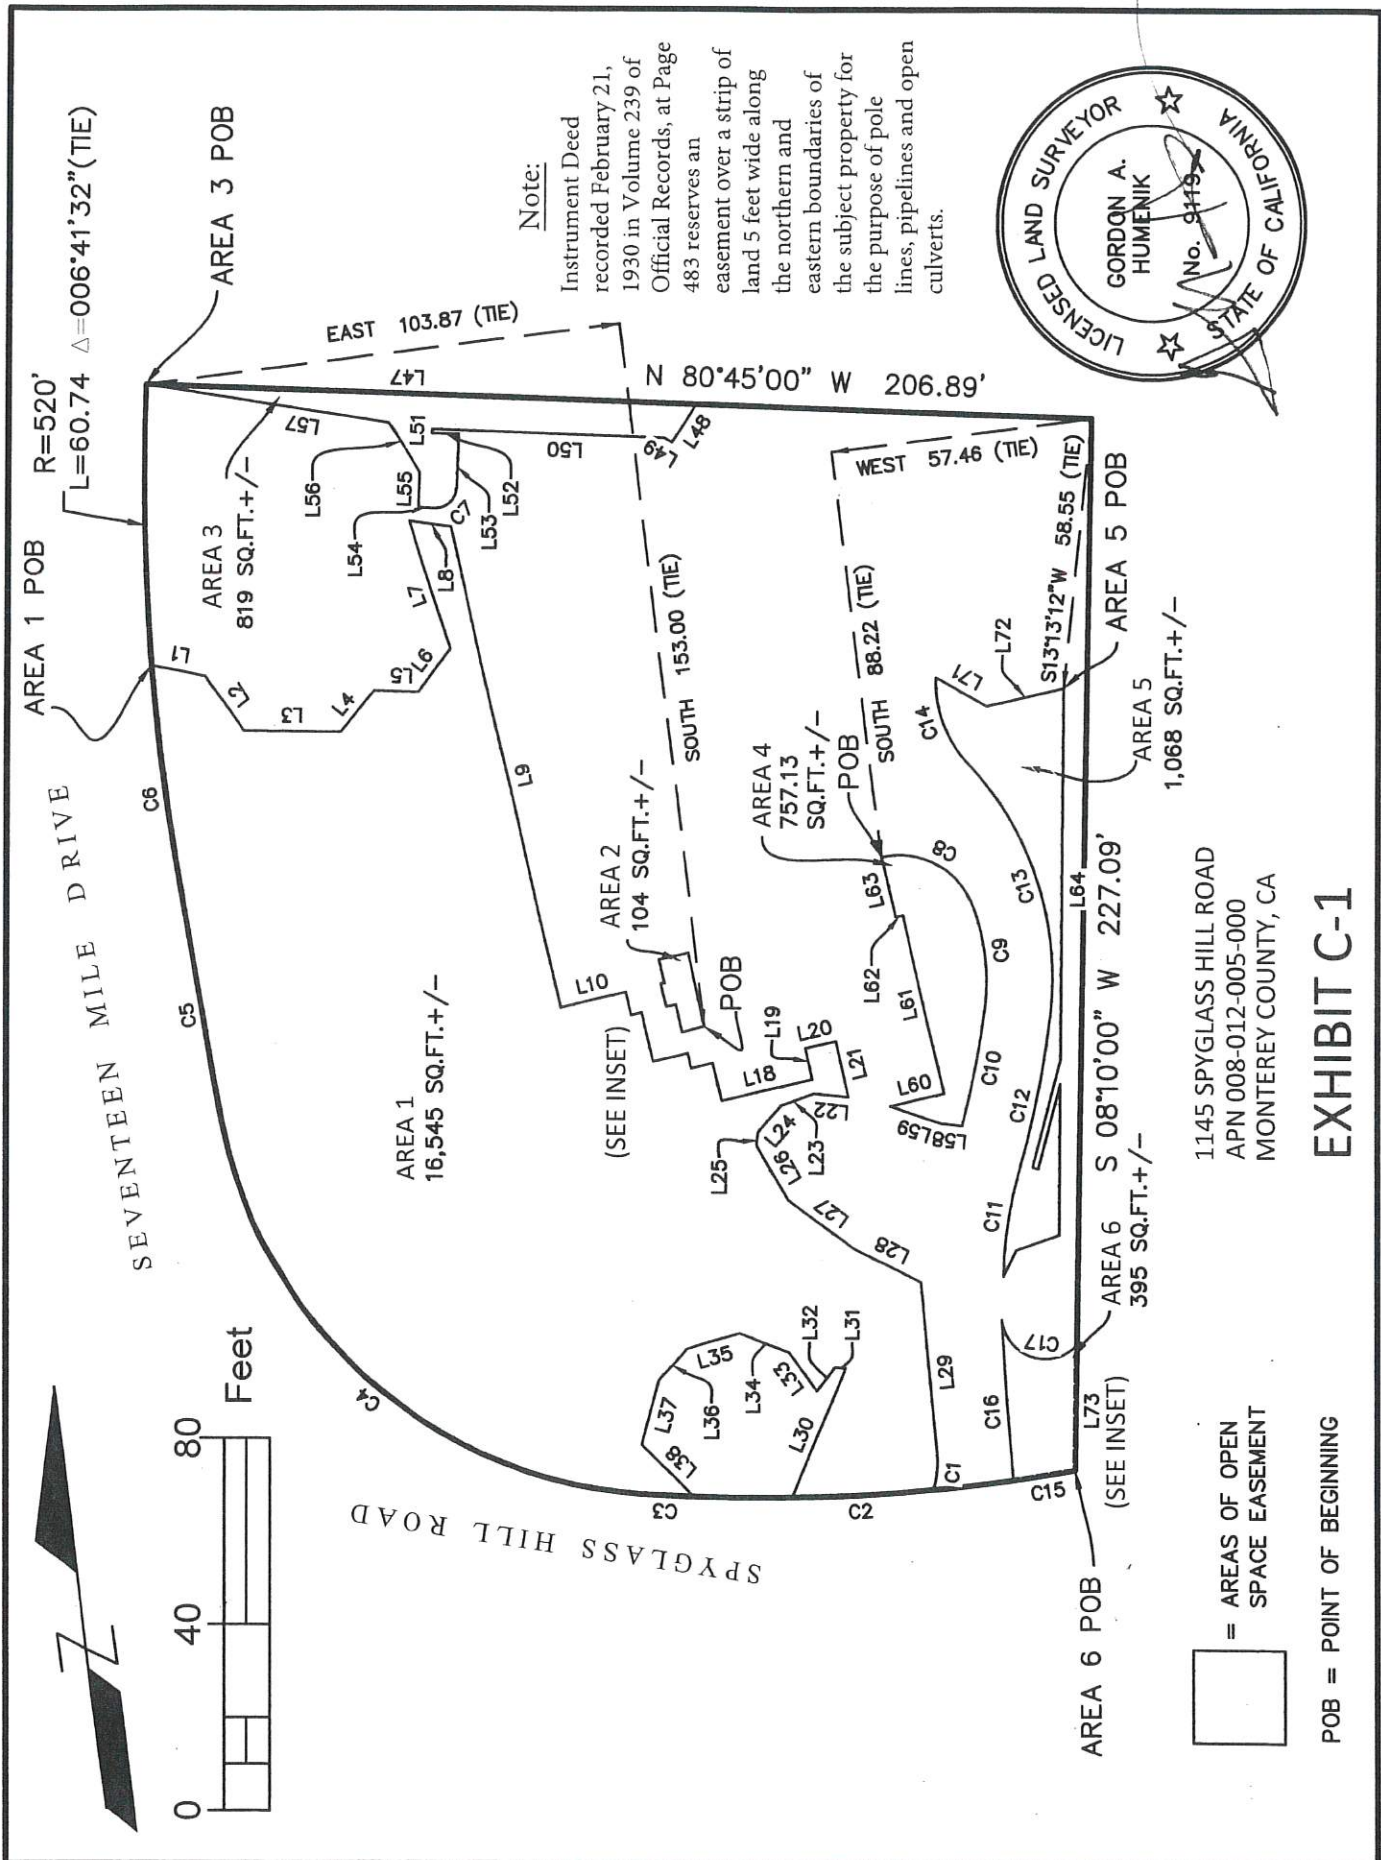 AREA 1 POB
R=520'
L=60.74 Δ=006°41'32"(TIE)
AREA 3 POB
SEVENTEEN MILE DRIVE
SPYGLASS HILL ROAD
0 40 80
Feet
Note:
Instrument Deed
recorded February 21,
1930 in Volume 239 of
Official Records, at Page
483 reserves an
easement over a strip of
land 5 feet wide along
the northern and
eastern boundaries of
the subject property for
the purpose of pole
lines, pipelines and open
culverts.
EAST 103.87 (TIE)
L47
N 80°45'00" W 206.89'
AREA 3
819 SQ.FT.+/-
L57
L56
L55
L51
L54
L53
L52
L50
L49
L48
C7
L8
L7
L6
L5
L4
L3
L2
L1
C6
C5
C4
C3
C2
C1
C15
L9
L10
AREA 1
16,545 SQ.FT.+/-
(SEE INSET)
AREA 2
104 SQ.FT.+/-
POB
SOUTH 153.00 (TIE)
WEST 57.46 (TIE)
SOUTH 88.22 (TIE)
AREA 4
757.13
SQ.FT.+/-
POB
L18
L19
L20
L21
L22
L23
L24
L25
L26
L27
L28
L29
L30
L31
L32
L33
L34
L35
L36
L37
L38
L63
L62
L61
L60
L58
L59
C8
C9
C10
C11
C12
C13
C14
L71
L72
S13°13'12"W 58.55 (TIE)
AREA 5 POB
AREA 5
1,068 SQ.FT.+/-
L64
S 08°10'00" W 227.09'
C16
C17
L73
(SEE INSET)
AREA 6
395 SQ.FT.+/-
AREA 6 POB
= AREAS OF OPEN
SPACE EASEMENT
POB = POINT OF BEGINNING
1145 SPYGLASS HILL ROAD
APN 008-012-005-000
MONTEREY COUNTY, CA
EXHIBIT C-1
LICENSED LAND SURVEYOR
GORDON A.
HUMENIK
No. 9119
STATE OF CALIFORNIA